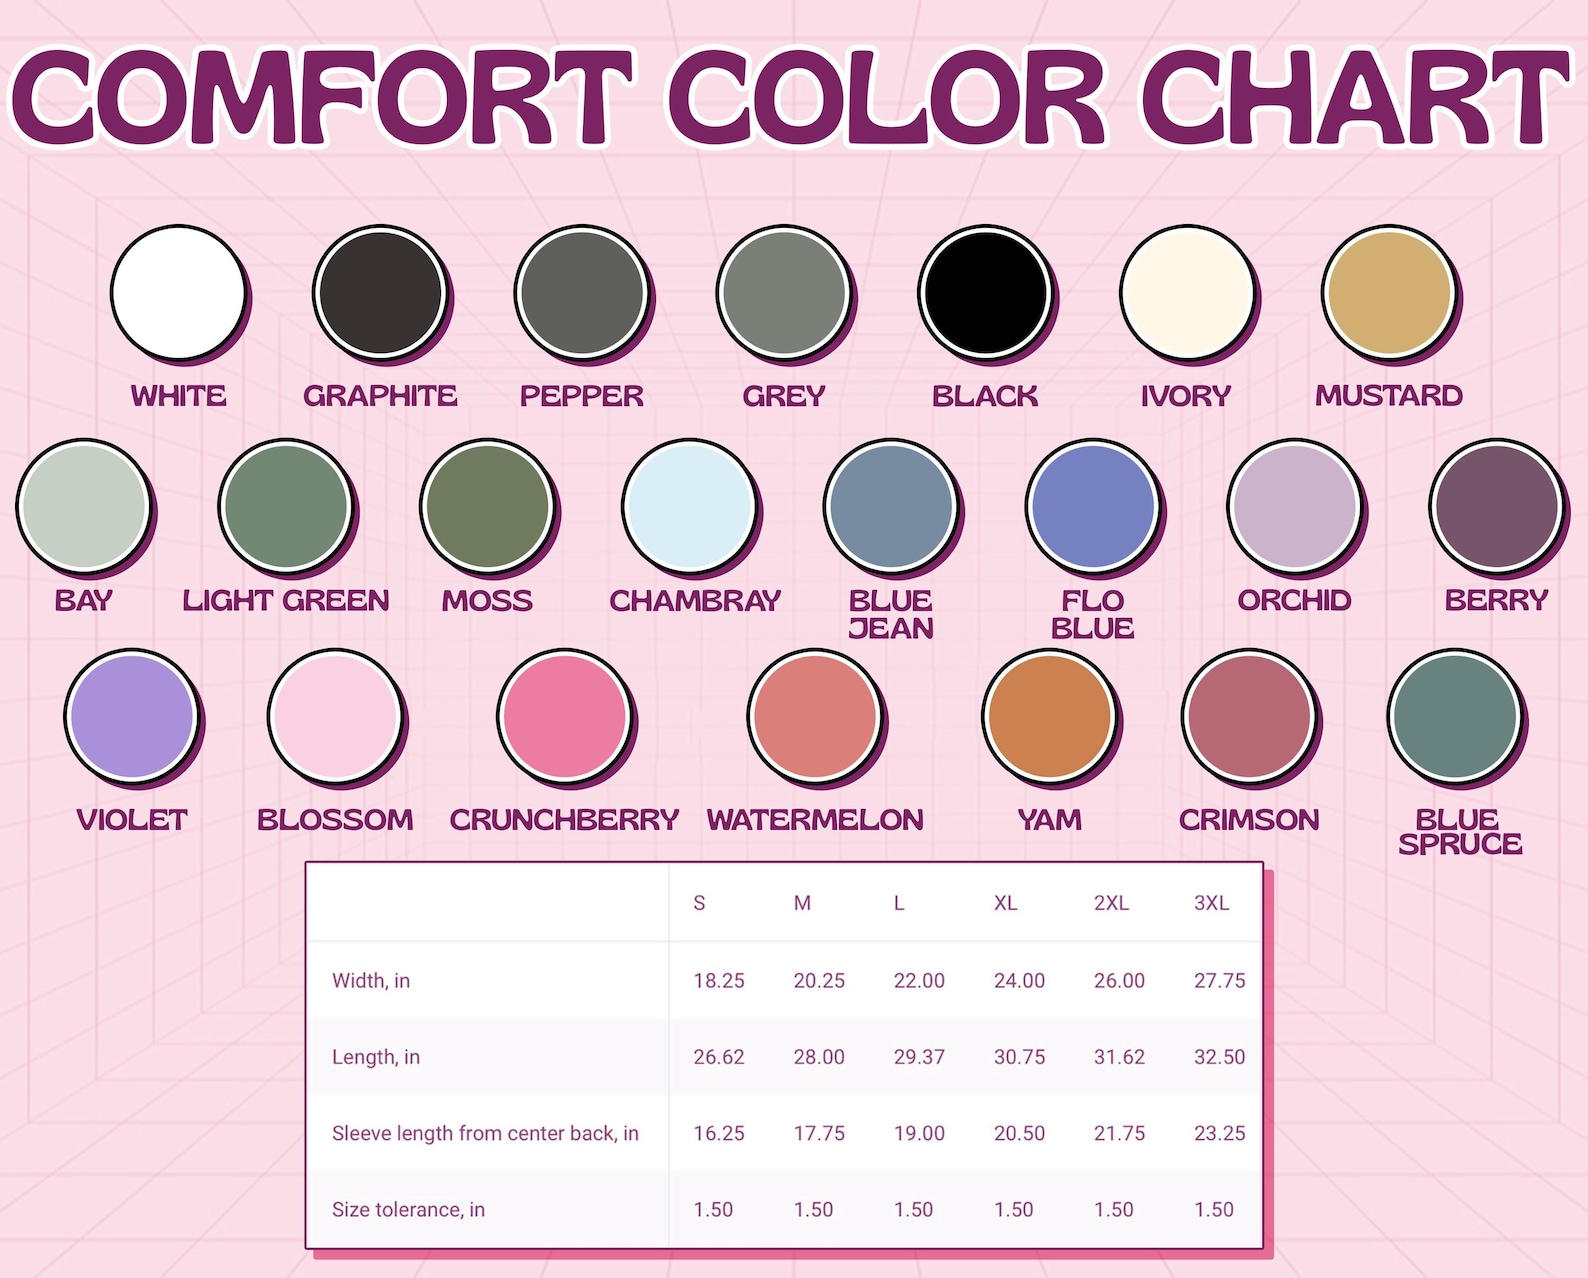 COMFORT COLOR CHART
WHITE GRAPHITE PEPPER GREY BLACK IVORY MUSTARD
BAY LIGHT GREEN MOSS CHAMBRAY BLUE JEAN FLO BLUE ORCHID BERRY
VIOLET BLOSSOM CRUNCHBERRY WATERMELON YAM CRIMSON BLUE SPRUCE
S M L XL 2XL 3XL
Width, in 18.25 20.25 22.00 24.00 26.00 27.75
Length, in 26.62 28.00 29.37 30.75 31.62 32.50
Sleeve length from center back, in 16.25 17.75 19.00 20.50 21.75 23.25
Size tolerance, in 1.50 1.50 1.50 1.50 1.50 1.50